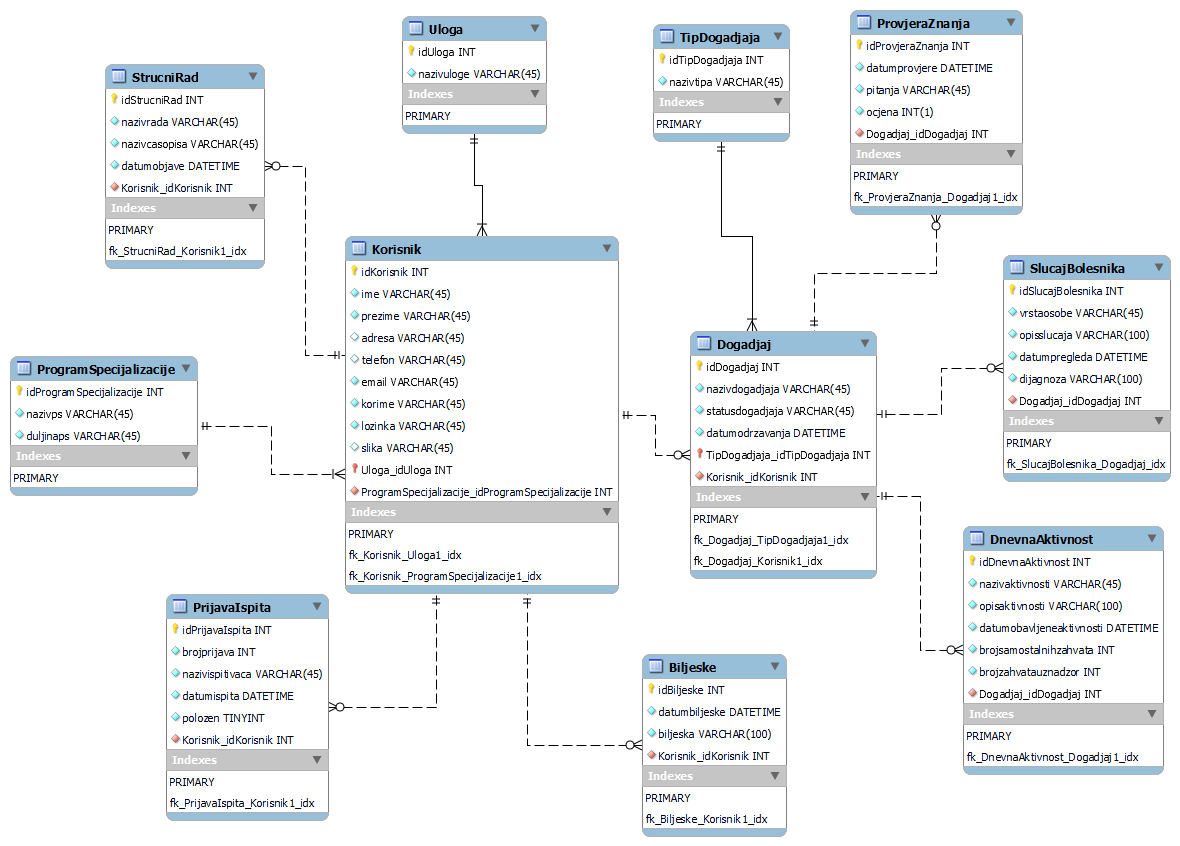 Uloga
idUloga INT
nazivuloge VARCHAR(45)
Indexes
PRIMARY
TipDogadjaja
idTipDogadjaja INT
nazivtipa VARCHAR(45)
Indexes
PRIMARY
ProvjeraZnanja
idProvjeraZnanja INT
datumprovjere DATETIME
pitanja VARCHAR(45)
ocjena INT(1)
Dogadjaj_idDogadjaj INT
Indexes
PRIMARY
fk_ProvjeraZnanja_Dogadjaj1_idx
StrucniRad
idStrucniRad INT
nazivrada VARCHAR(45)
nazivcasopisa VARCHAR(45)
datumobjave DATETIME
Korisnik_idKorisnik INT
Indexes
PRIMARY
fk_StrucniRad_Korisnik1_idx
Korisnik
idKorisnik INT
ime VARCHAR(45)
prezime VARCHAR(45)
adresa VARCHAR(45)
telefon VARCHAR(45)
email VARCHAR(45)
korime VARCHAR(45)
lozinka VARCHAR(45)
slika VARCHAR(45)
Uloga_idUloga INT
ProgramSpecijalizacije_idProgramSpecijalizacije INT
Indexes
PRIMARY
fk_Korisnik_Uloga1_idx
fk_Korisnik_ProgramSpecijalizacije1_idx
SlucajBolesnika
idSlucajBolesnika INT
vrstaosobe VARCHAR(45)
opisslucaja VARCHAR(100)
datumpregleda DATETIME
dijagnoza VARCHAR(100)
Dogadjaj_idDogadjaj INT
Indexes
PRIMARY
fk_SlucajBolesnika_Dogadjaj_idx
Dogadjaj
idDogadjaj INT
nazivdogadjaja VARCHAR(45)
statusdogadjaja VARCHAR(45)
datumodrzavanja DATETIME
TipDogadjaja_idTipDogadjaja INT
Korisnik_idKorisnik INT
Indexes
PRIMARY
fk_Dogadjaj_TipDogadjaja1_idx
fk_Dogadjaj_Korisnik1_idx
ProgramSpecijalizacije
idProgramSpecijalizacije INT
nazivps VARCHAR(45)
duljinaps VARCHAR(45)
Indexes
PRIMARY
DnevnaAktivnost
idDnevnaAktivnost INT
nazivaktivnosti VARCHAR(45)
opisaktivnosti VARCHAR(100)
datumobavljeneaktivnosti DATETIME
brojsamostalnihzahvata INT
brojzahvatauznadzor INT
Dogadjaj_idDogadjaj INT
Indexes
PRIMARY
fk_DnevnaAktivnost_Dogadjaj1_idx
PrijavaIspita
idPrijavaIspita INT
brojprijava INT
nazivispitivaca VARCHAR(45)
datumispita DATETIME
polozen TINYINT
Korisnik_idKorisnik INT
Indexes
PRIMARY
fk_PrijavaIspita_Korisnik1_idx
Biljeske
idBiljeske INT
datumbiljeske DATETIME
biljeska VARCHAR(100)
Korisnik_idKorisnik INT
Indexes
PRIMARY
fk_Biljeske_Korisnik1_idx